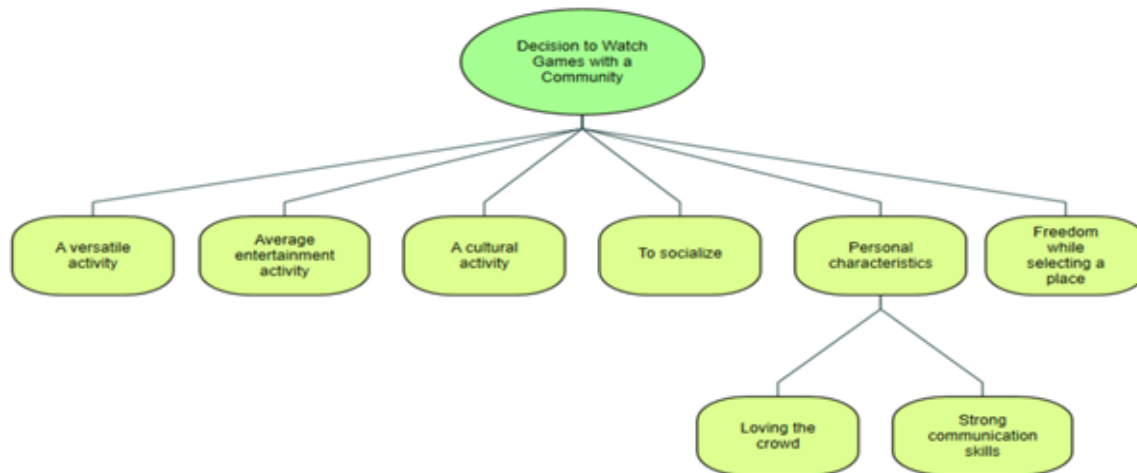 Decision to Watch
Games with a
Community
A versatile
activity
Average
entertainment
activity
A cultural
activity
To socialize
Personal
characteristics
Freedom
while
selecting a
place
Loving the
crowd
Strong
communication
skills